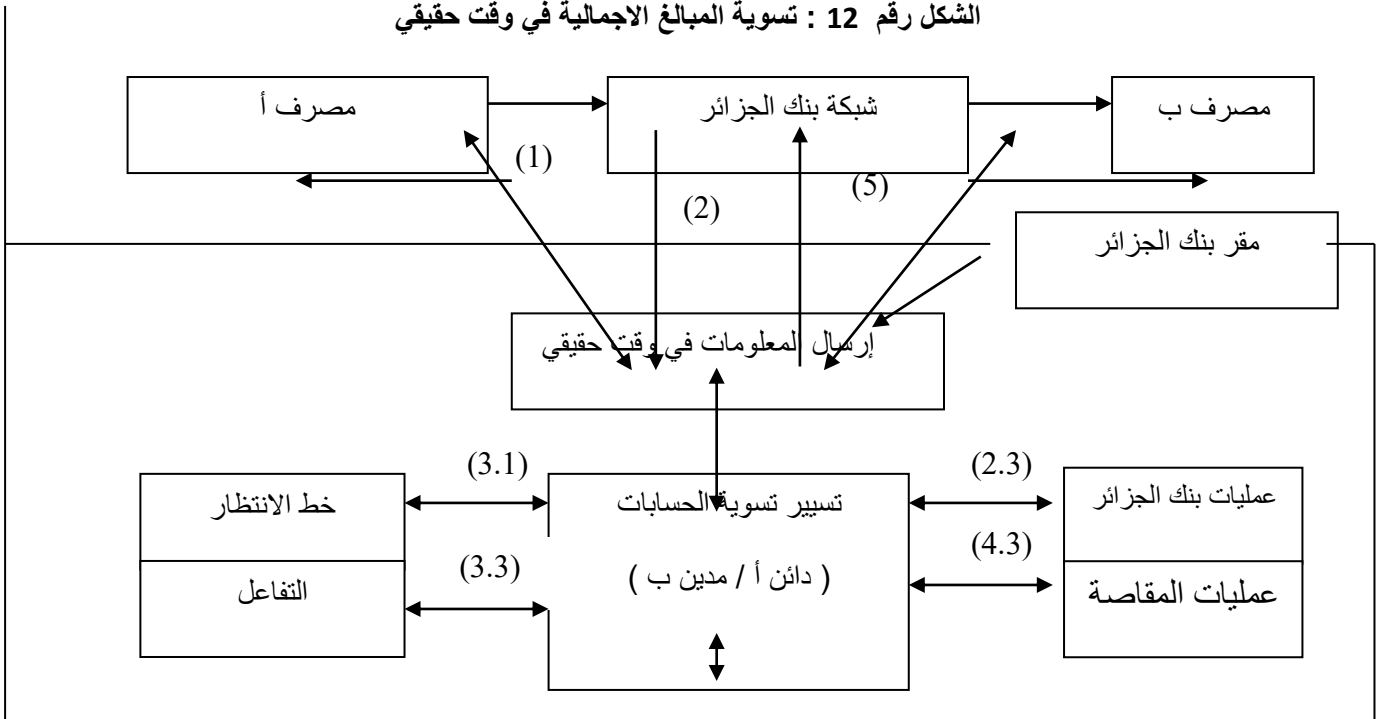 الشكل رقم 12 : تسوية المبالغ الاجمالية في وقت حقيقي
مصرف أ
شبكة بنك الجزائر
مصرف ب
(1)
(2)
(5)
مقر بنك الجزائر
إرسال المعلومات في وقت حقيقي
(3.1)
(2.3)
خط الانتظار
تسيير تسوية الحسابات
عمليات بنك الجزائر
(3.3)
(4.3)
التفاعل
( دائن أ / مدين ب )
عمليات المقاصة